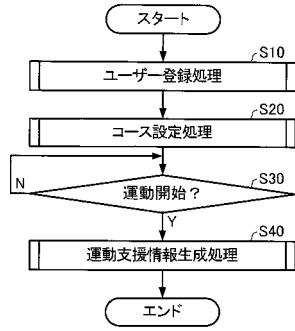 スタート
S10
ユーザー登録処理
S20
コース設定処理
S30
運動開始？
N
Y
S40
運動支援情報生成処理
エンド